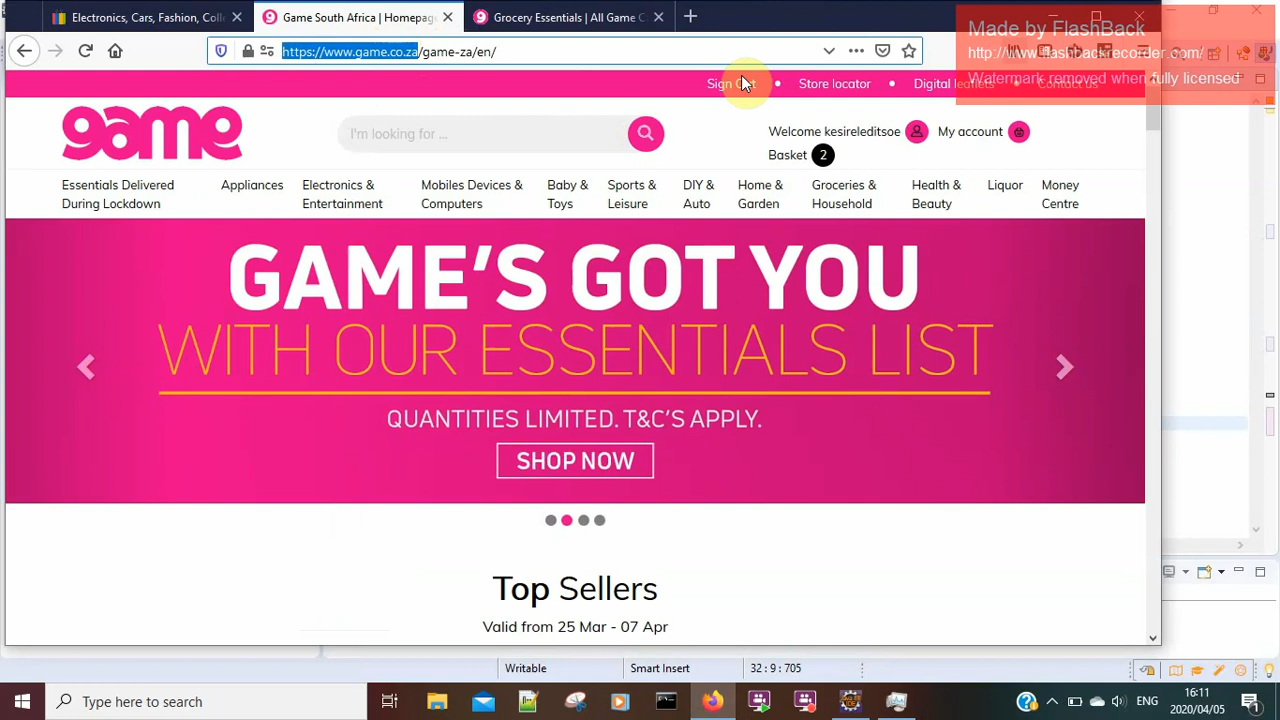 Electronics, Cars, Fashion, Coll
Game South Africa | Homepage
Grocery Essentials | All Game C
Made by FlashBack
http://www.flashbackrecorder.com/
Watermark removed when fully licensed
https://www.game.co.za/game-za/en/
Sign Out
Store locator
Digital leaflets
Contact us
game
I'm looking for ...
Welcome kesireleditsoe
My account
Basket 2
Essentials Delivered During Lockdown
Appliances
Electronics & Entertainment
Mobiles Devices & Computers
Baby & Toys
Sports & Leisure
DIY & Auto
Home & Garden
Groceries & Household
Health & Beauty
Liquor
Money Centre
GAME'S GOT YOU
WITH OUR ESSENTIALS LIST
QUANTITIES LIMITED. T&C'S APPLY.
SHOP NOW
Top Sellers
Valid from 25 Mar - 07 Apr
Writable
Smart Insert
32 : 9 : 705
Type here to search
ENG
16:11
2020/04/05
1